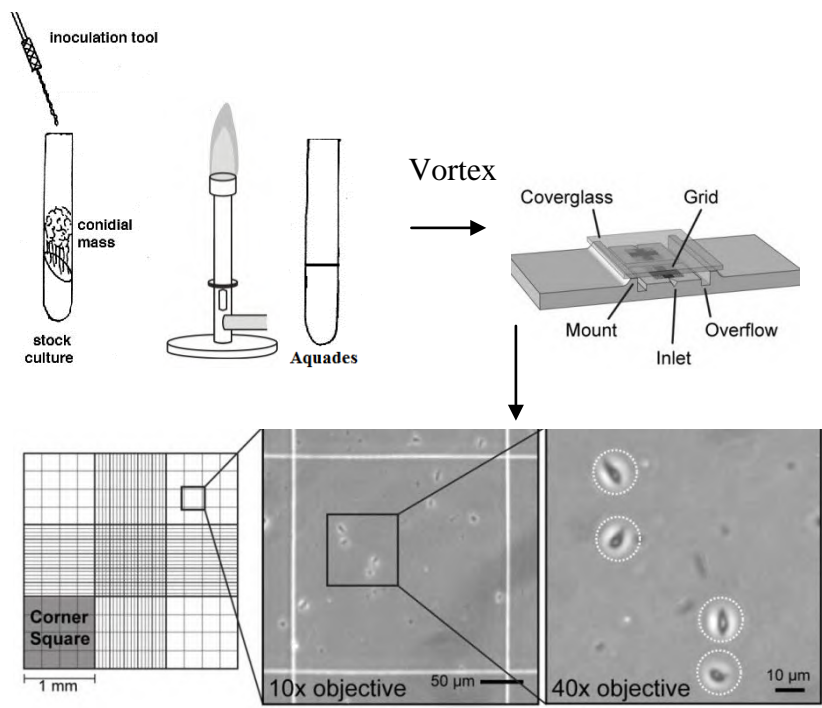 inoculation tool
conidial
mass
stock
culture
Aquades
Vortex
Coverglass
Grid
Mount
Overflow
Inlet
Corner
Square
1 mm
10x objective
50 µm
40x objective
10 µm